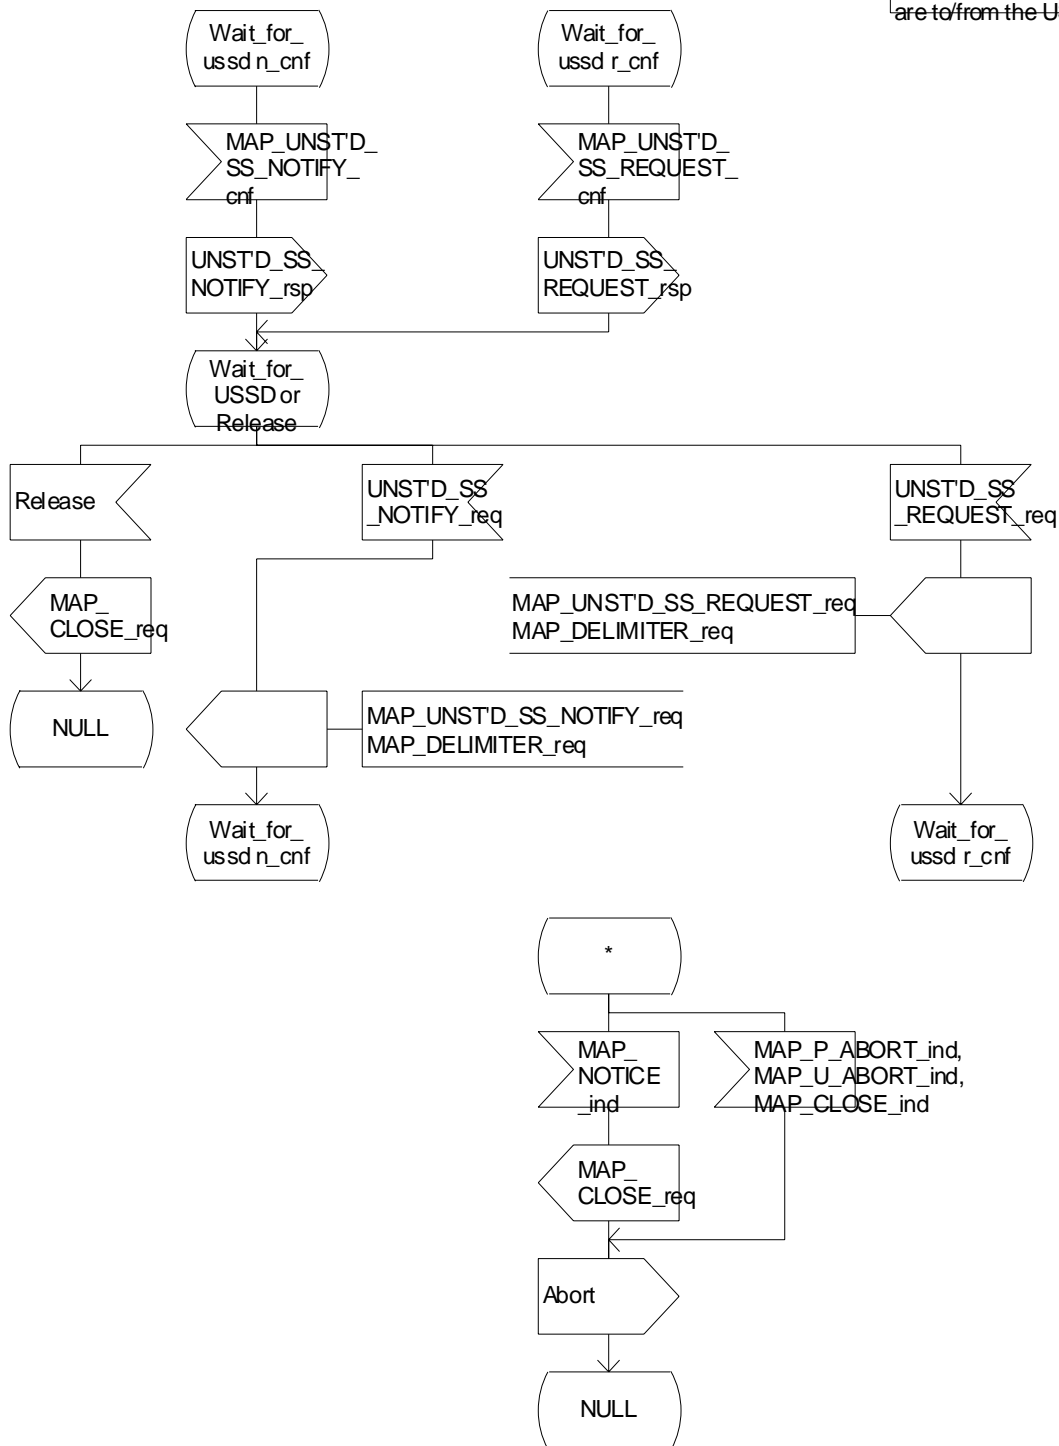 are to/from the U
Wait_for_
ussd n_cnf
Wait_for_
ussd r_cnf
MAP_UNST'D_
SS_NOTIFY_
cnf
MAP_UNST'D_
SS_REQUEST_
cnf
UNST'D_SS_
NOTIFY_rsp
UNST'D_SS_
REQUEST_rsp
Wait_for_
USSD or
Release
Release
UNST'D_SS
_NOTIFY_req
UNST'D_SS
_REQUEST_req
MAP_
CLOSE_req
MAP_UNST'D_SS_REQUEST_req
MAP_DELIMITER_req
NULL
MAP_UNST'D_SS_NOTIFY_req
MAP_DELIMITER_req
Wait_for_
ussd n_cnf
Wait_for_
ussd r_cnf
*
MAP_
NOTICE
_ind
MAP_P_ABORT_ind,
MAP_U_ABORT_ind,
MAP_CLOSE_ind
MAP_
CLOSE_req
Abort
NULL